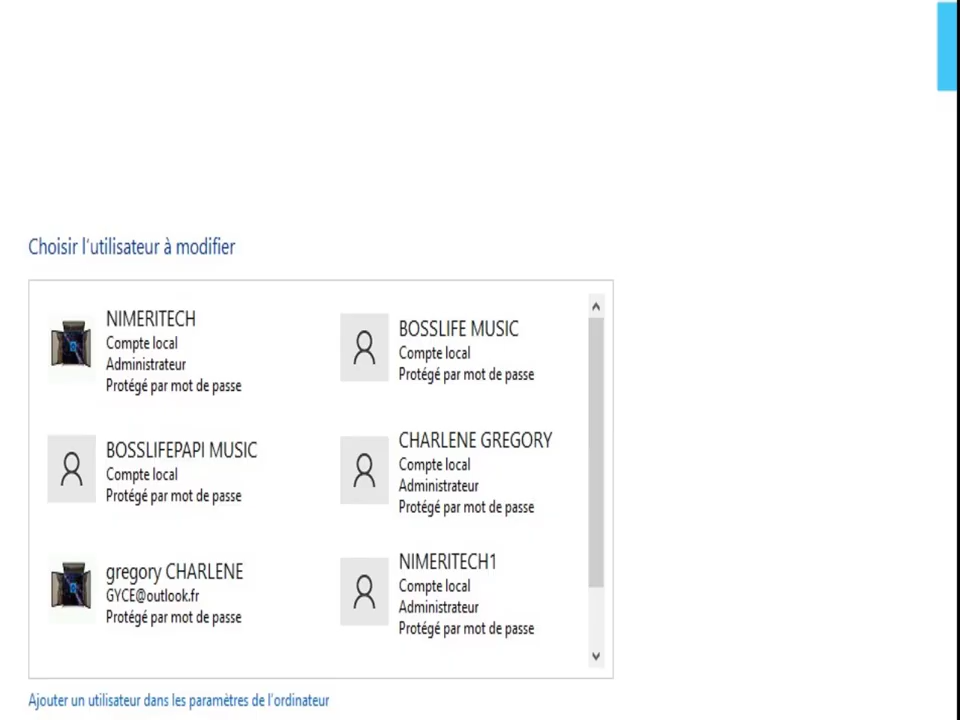 Choisir l'utilisateur à modifier
NIMERITECH
Compte local
Administrateur
Protégé par mot de passe
BOSSLIFE MUSIC
Compte local
Protégé par mot de passe
BOSSLIFEPAPI MUSIC
Compte local
Protégé par mot de passe
CHARLENE GREGORY
Compte local
Administrateur
Protégé par mot de passe
gregory CHARLENE
GYCE@outlook.fr
Protégé par mot de passe
NIMERITECH1
Compte local
Administrateur
Protégé par mot de passe
Ajouter un utilisateur dans les paramètres de l'ordinateur